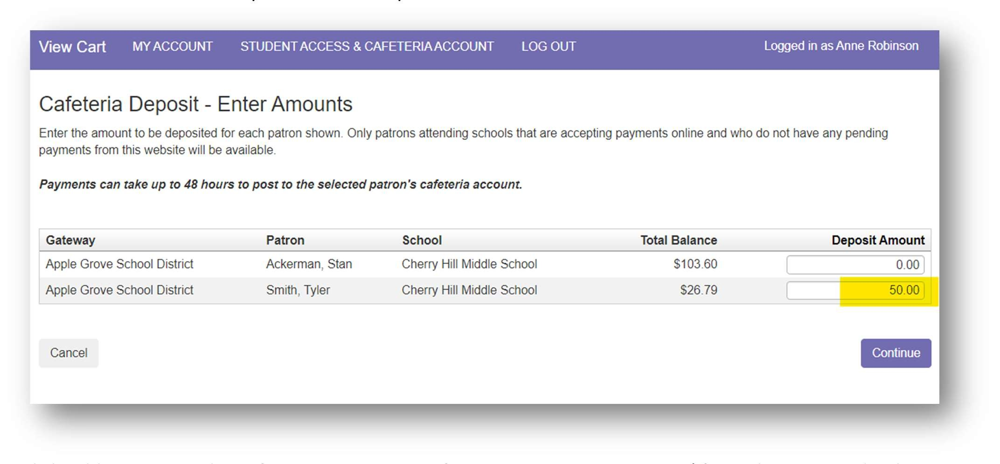 View Cart MY ACCOUNT STUDENT ACCESS & CAFETERIA ACCOUNT LOG OUT Logged in as Anne Robinson
Cafeteria Deposit - Enter Amounts
Enter the amount to be deposited for each patron shown. Only patrons attending schools that are accepting payments online and who do not have any pending
payments from this website will be available.
Payments can take up to 48 hours to post to the selected patron's cafeteria account.
Gateway Patron School Total Balance Deposit Amount
Apple Grove School District Ackerman, Stan Cherry Hill Middle School $103.60 0.00
Apple Grove School District Smith, Tyler Cherry Hill Middle School $26.79 50.00
Cancel Continue